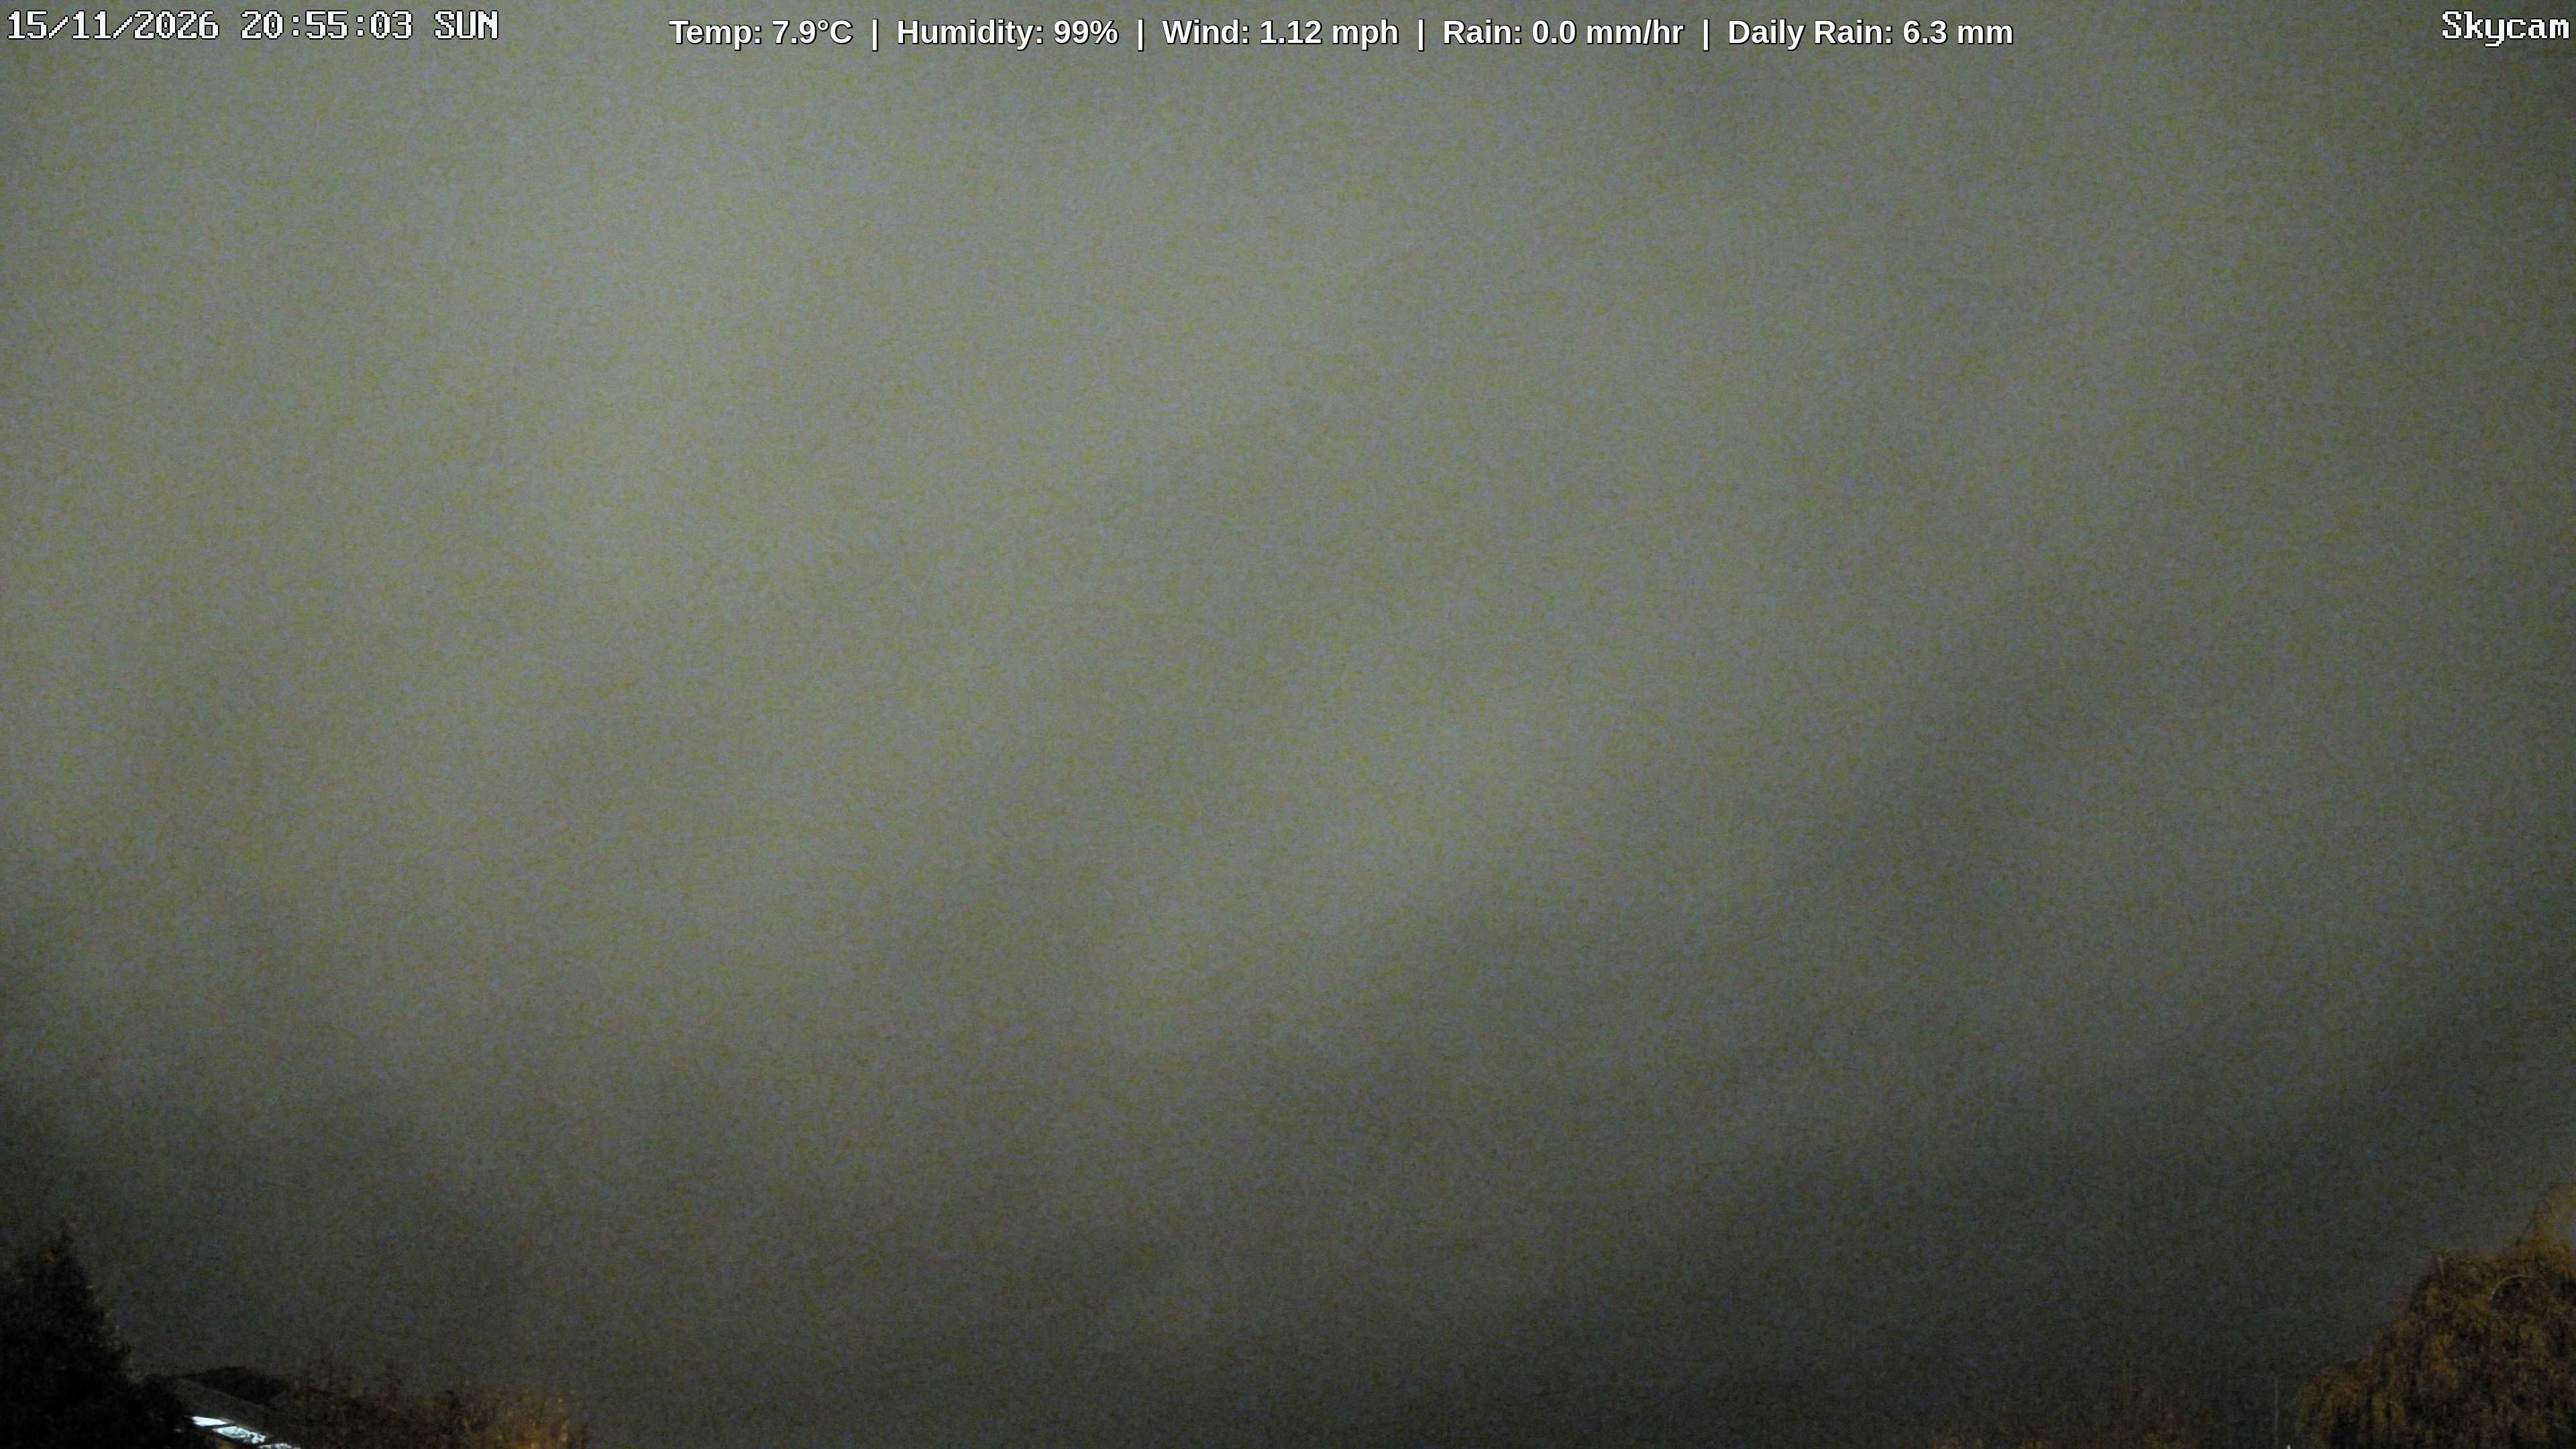 15/11/2026 20:55:03 SUN
Temp: 7.9°C | Humidity: 99% | Wind: 1.12 mph | Rain: 0.0 mm/hr | Daily Rain: 6.3 mm
Skycam